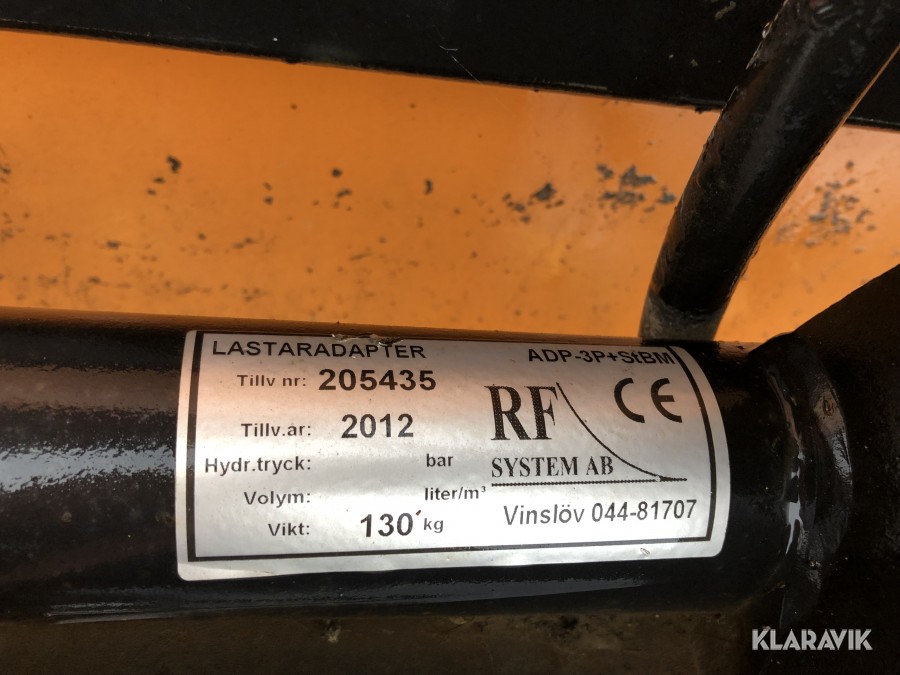 LASTARADAPTER ADP-3P+StBM
Tillv nr: 205435
Tillv.ar: 2012
Hydr.tryck: bar
Volym: liter/m³
Vikt: 130 kg
RF
SYSTEM AB
CE
Vinslöv 044-81707
KLARAVIK